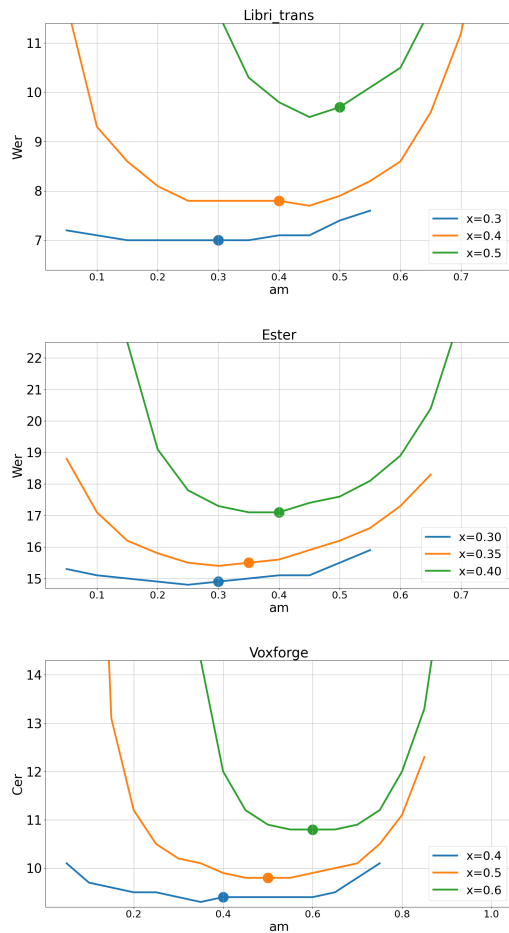 Libri_trans
11
10
9
8
7
Wer
0.1 0.2 0.3 0.4 0.5 0.6 0.7
am
x=0.3
x=0.4
x=0.5
Ester
22
21
20
19
18
17
16
15
Wer
0.1 0.2 0.3 0.4 0.5 0.6 0.7
am
x=0.30
x=0.35
x=0.40
Voxforge
14
13
12
11
10
Cer
0.2 0.4 0.6 0.8 1.0
am
x=0.4
x=0.5
x=0.6